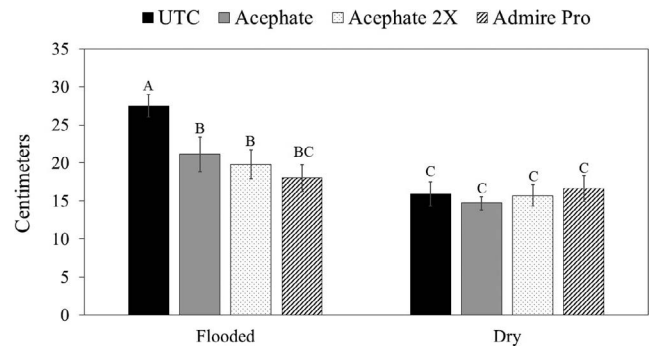 UTC Acephate Acephate 2X Admire Pro
35
30
25
20
15
10
5
0
Centimeters
A
B
B
BC
C
C
C
C
Flooded Dry